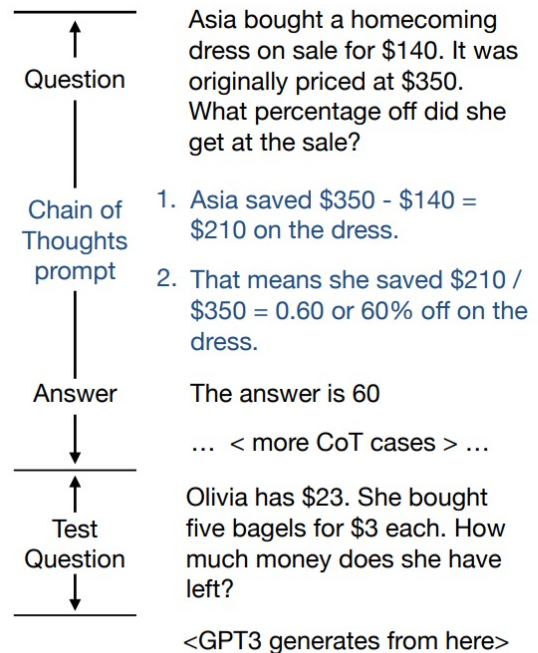 Question
Asia bought a homecoming
dress on sale for $140. It was
originally priced at $350.
What percentage off did she
get at the sale?
Chain of
Thoughts
prompt
1. Asia saved $350 - $140 =
$210 on the dress.
2. That means she saved $210 /
$350 = 0.60 or 60% off on the
dress.
Answer
The answer is 60
... < more CoT cases > ...
Test
Question
Olivia has $23. She bought
five bagels for $3 each. How
much money does she have
left?
<GPT3 generates from here>